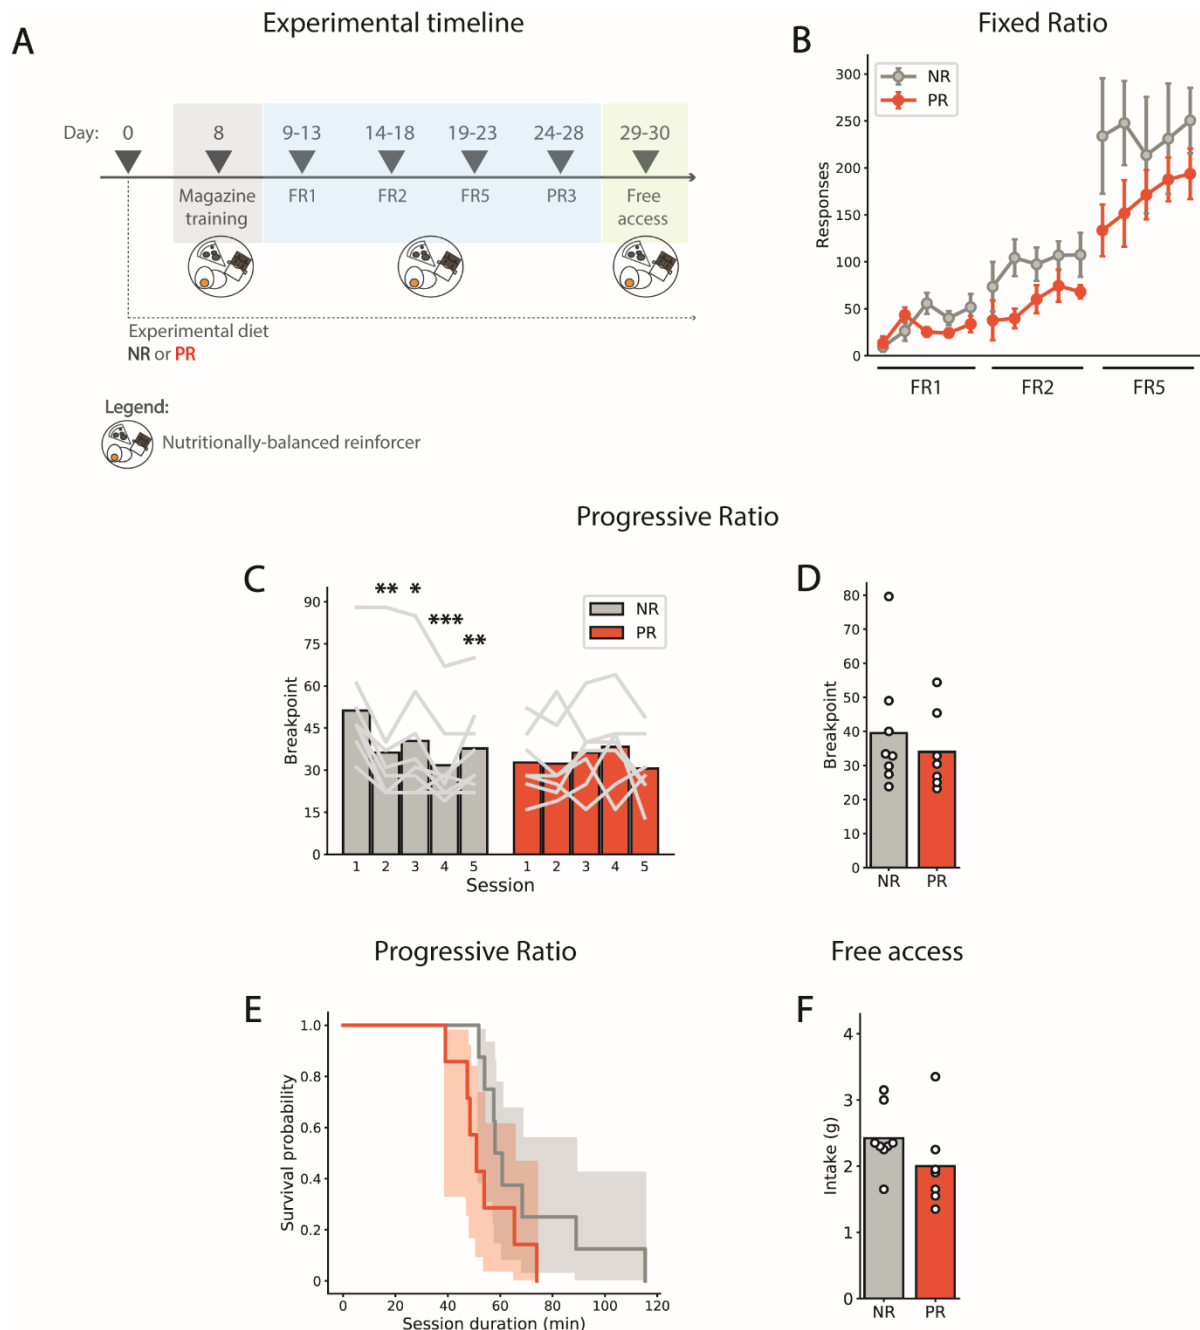 Experimental timeline
A
Day: 0 8 9-13 14-18 19-23 24-28 29-30
Magazine training FR1 FR2 FR5 PR3 Free access
Experimental diet
NR or PR
Legend:
Nutritionally-balanced reinforcer
Fixed Ratio
B
NR
PR
300
250
200
150
100
50
0
Responses
FR1 FR2 FR5
Progressive Ratio
C
** * *** **
NR
PR
90
75
60
45
30
15
0
Breakpoint
1 2 3 4 5 1 2 3 4 5
Session
D
80
70
60
50
40
30
20
10
0
Breakpoint
NR PR
Progressive Ratio
E
1.0
0.8
0.6
0.4
0.2
0
Survival probability
0 20 40 60 80 100 120
Session duration (min)
Free access
F
4
3
2
1
0
Intake (g)
NR PR